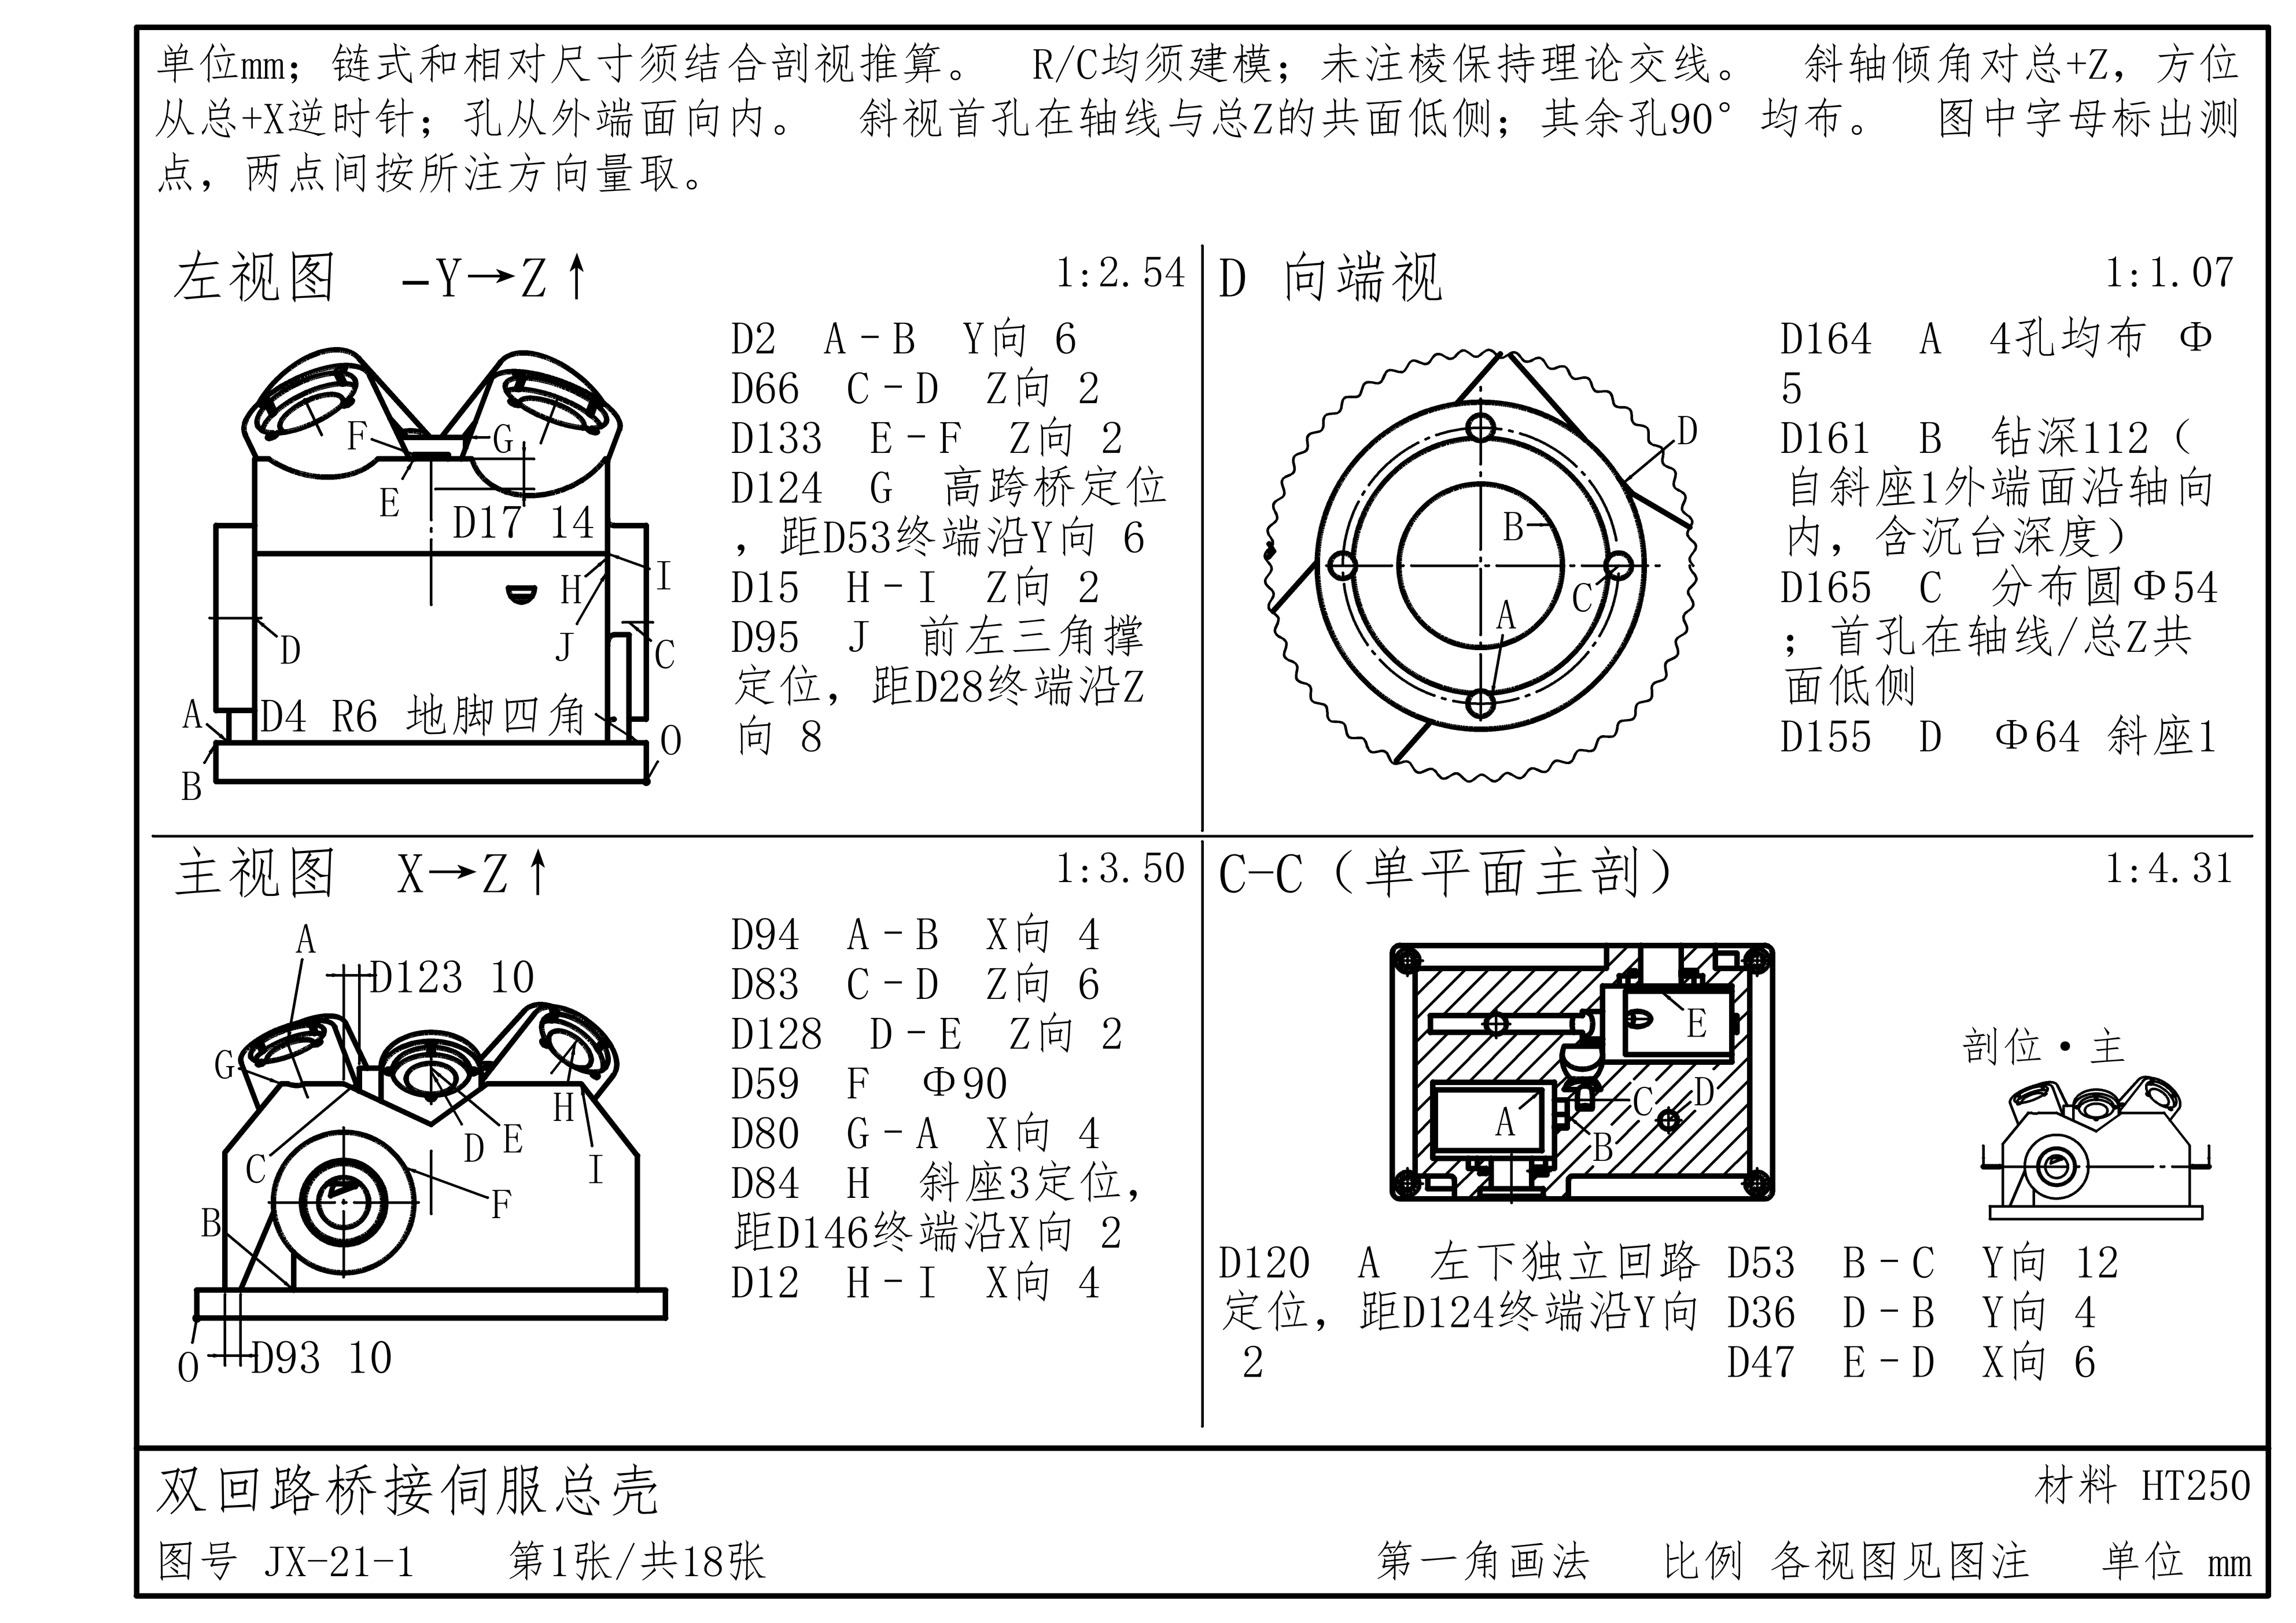 单位mm；链式和相对尺寸须结合剖视推算。 R/C均须建模；未注棱保持理论交线。 斜轴倾角对总+Z，方位
从总+X逆时针；孔从外端面向内。 斜视首孔在轴线与总Z的共面低侧；其余孔90°均布。 图中字母标出测
点，两点间按所注方向量取。
左视图 -Y→Z↑ 1:2.54
D2 A-B Y向 6
D66 C-D Z向 2
D133 E-F Z向 2
D124 G 高跨桥定位
，距D53终端沿Y向 6
D15 H-I Z向 2
D95 J 前左三角撑
定位，距D28终端沿Z
向 8
F
G
E
D17 14
H
I
J
D
C
A
D4 R6 地脚四角
O
B
D 向端视 1:1.07
D164 A 4孔均布 Φ
5
D161 B 钻深112（
自斜座1外端面沿轴向
内，含沉台深度）
D165 C 分布圆Φ54
；首孔在轴线/总Z共
面低侧
D155 D Φ64 斜座1
D
B
C
A
主视图 X→Z↑ 1:3.50
D94 A-B X向 4
D83 C-D Z向 6
D128 D-E Z向 2
D59 F Φ90
D80 G-A X向 4
D84 H 斜座3定位，
距D146终端沿X向 2
D12 H-I X向 4
A
D123 10
G
H
D
E
C
I
F
B
O
D93 10
C-C（单平面主剖） 1:4.31
E
A
C
D
B
剖位·主
D120 A 左下独立回路
定位，距D124终端沿Y向
2
D53 B-C Y向 12
D36 D-B Y向 4
D47 E-D X向 6
双回路桥接伺服总壳
材料 HT250
图号 JX-21-1 第1张/共18张
第一角画法 比例 各视图见图注 单位 mm